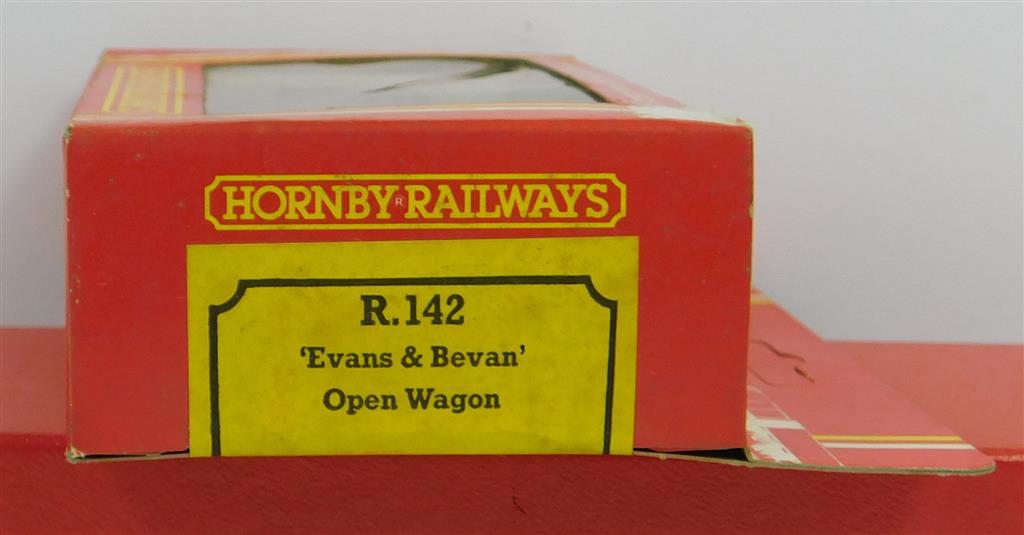 HORNBY R RAILWAYS
R.142
‘Evans & Bevan’
Open Wagon